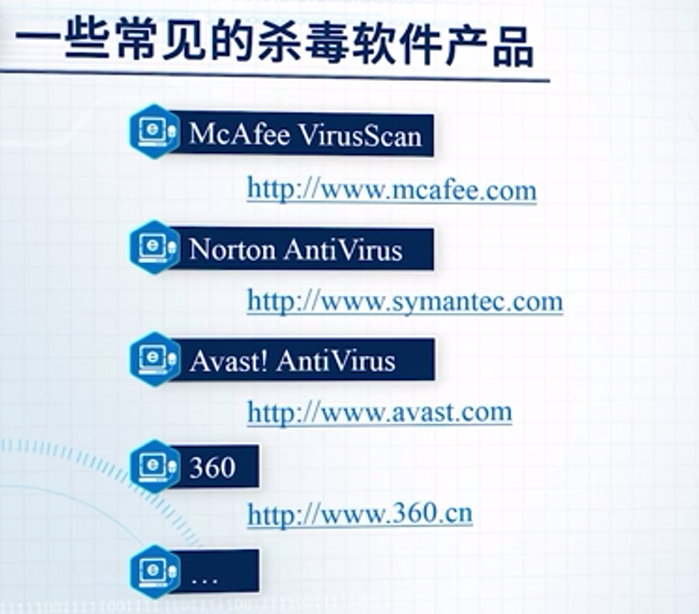 一些常见的杀毒软件产品
McAfee VirusScan
http://www.mcafee.com
Norton AntiVirus
http://www.symantec.com
Avast! AntiVirus
http://www.avast.com
360
http://www.360.cn
...